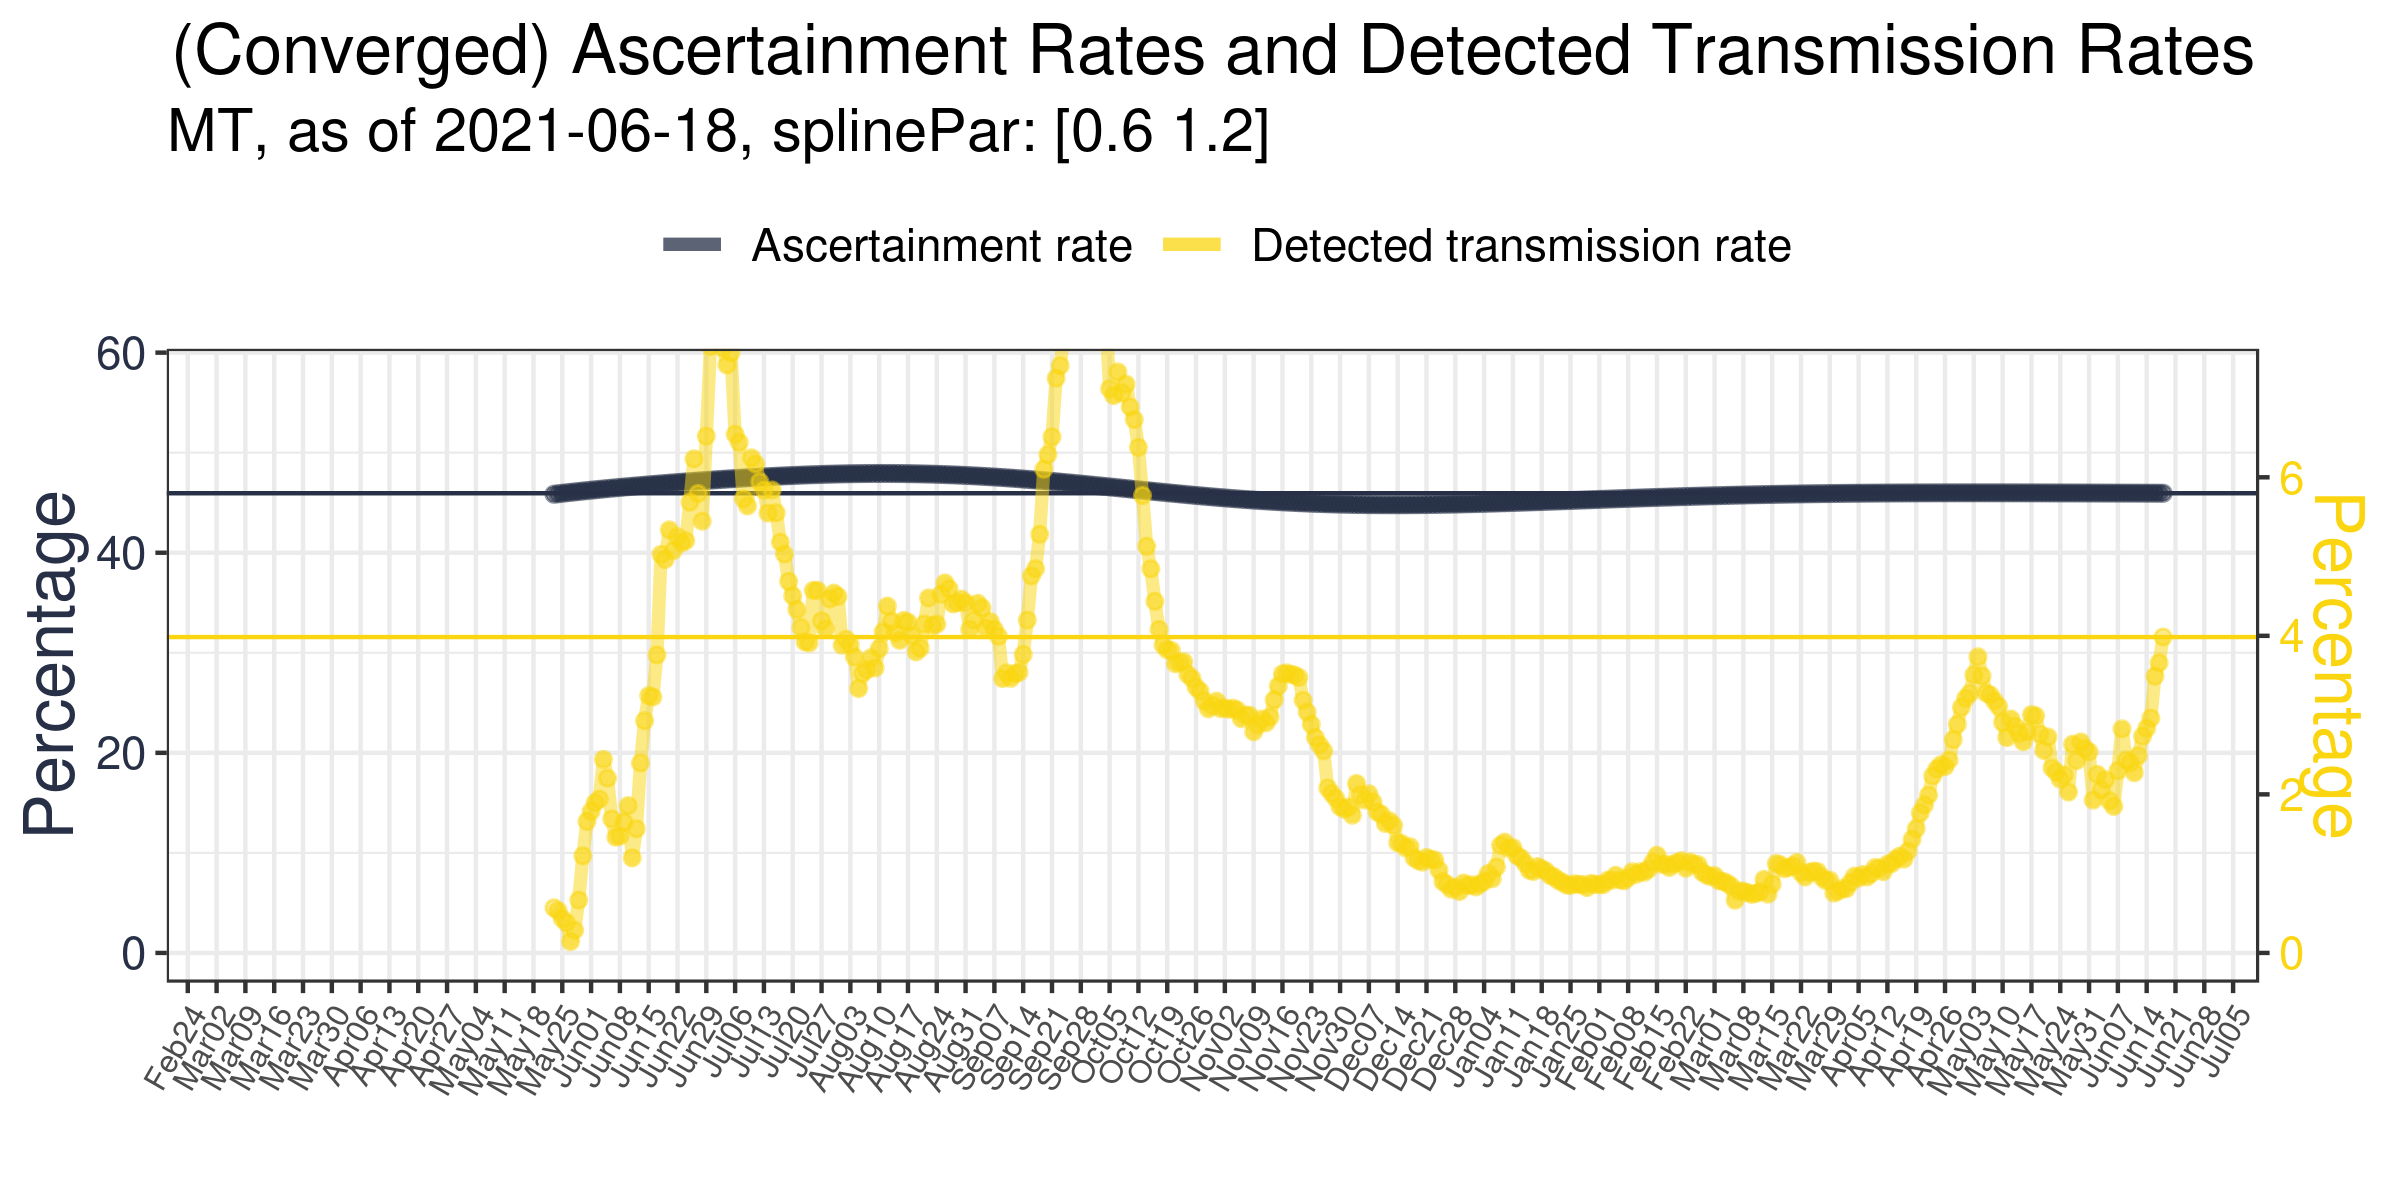 (Converged) Ascertainment Rates and Detected Transmission Rates
MT, as of 2021-06-18, splinePar: [0.6 1.2]
Ascertainment rate
Detected transmission rate
Percentage
60
40
20
0
6
4
2
0
Percentage
Feb24
Mar02
Mar09
Mar16
Mar23
Mar30
Apr06
Apr13
Apr20
Apr27
May04
May11
May18
May25
Jun01
Jun08
Jun15
Jun22
Jun29
Jul06
Jul13
Jul20
Jul27
Aug03
Aug10
Aug17
Aug24
Aug31
Sep07
Sep14
Sep21
Sep28
Oct05
Oct12
Oct19
Oct26
Nov02
Nov09
Nov16
Nov23
Nov30
Dec07
Dec14
Dec21
Dec28
Jan04
Jan11
Jan18
Jan25
Feb01
Feb08
Feb15
Feb22
Mar01
Mar08
Mar15
Mar22
Mar29
Apr05
Apr12
Apr19
Apr26
May03
May10
May17
May24
May31
Jun07
Jun14
Jun21
Jun28
Jul05